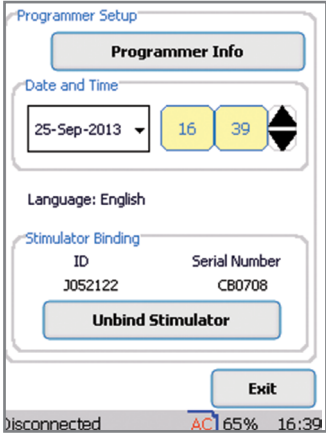 Programmer Setup
Programmer Info
Date and Time
25-Sep-2013 16 39
Language: English
Stimulator Binding
ID Serial Number
J052122 CB0708
Unbind Stimulator
Exit
Disconnected AC 65% 16:39